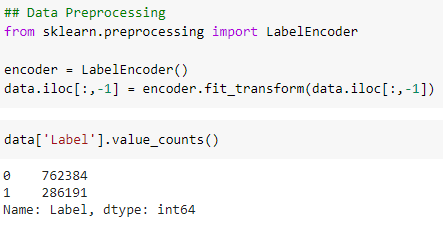 ## Data Preprocessing
from sklearn.preprocessing import LabelEncoder
encoder = LabelEncoder()
data.iloc[:,-1] = encoder.fit_transform(data.iloc[:,-1])
data['Label'].value_counts()
0    762384
1    286191
Name: Label, dtype: int64